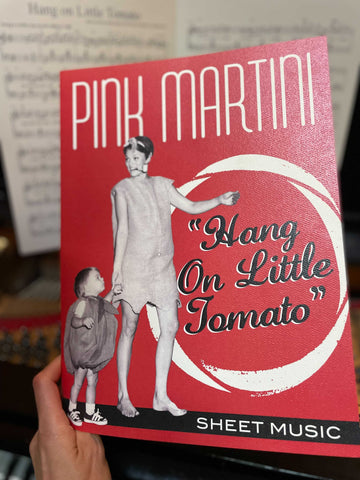 Hang on Little Tomato
PINK MARTINI
"Hang
On Little
Tomato"
SHEET MUSIC